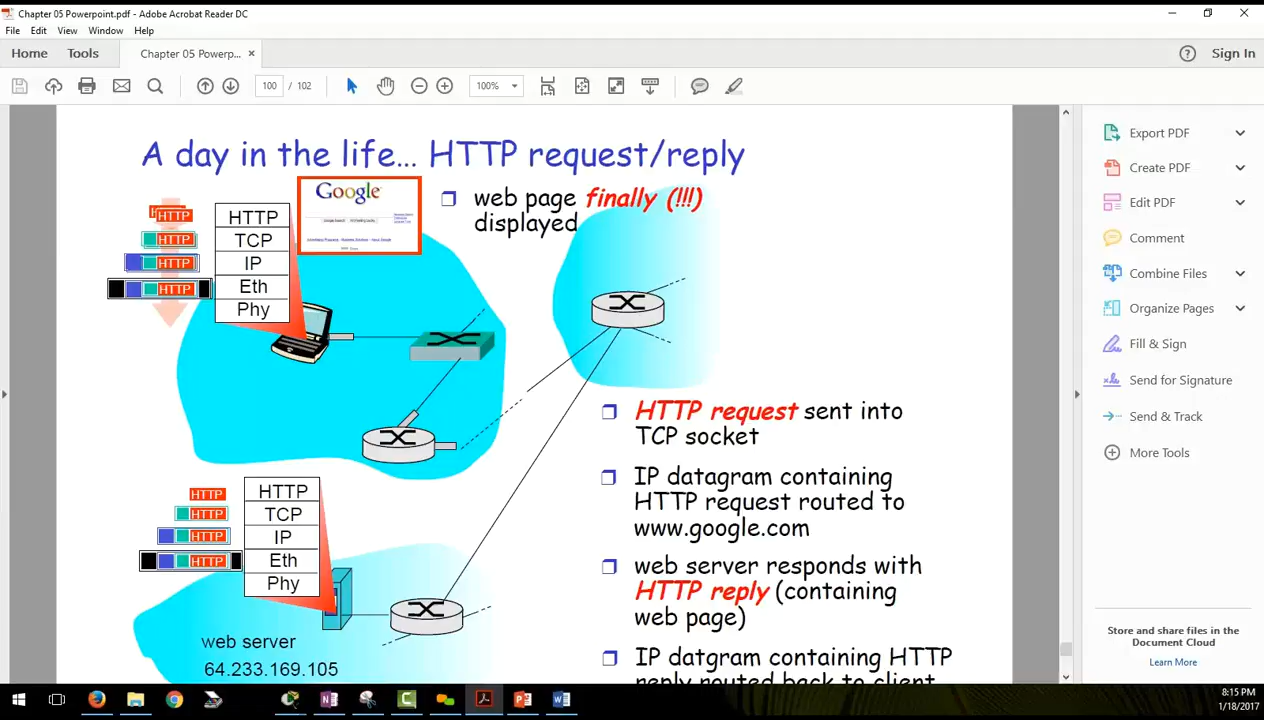 Chapter 05 Powerpoint.pdf - Adobe Acrobat Reader DC
File Edit View Window Help
Home Tools Chapter 05 Powerp... × Sign In
100 / 102 100%
A day in the life... HTTP request/reply
Google
web page finally (!!!)
displayed
HTTP
HTTP
HTTP
HTTP
HTTP
TCP
IP
Eth
Phy
HTTP request sent into
TCP socket
IP datagram containing
HTTP request routed to
www.google.com
web server responds with
HTTP reply (containing
web page)
IP datgram containing HTTP
reply routed back to client
HTTP
HTTP
HTTP
HTTP
HTTP
TCP
IP
Eth
Phy
web server
64.233.169.105
Export PDF
Create PDF
Edit PDF
Comment
Combine Files
Organize Pages
Fill & Sign
Send for Signature
Send & Track
More Tools
Store and share files in the
Document Cloud
Learn More
8:15 PM
1/18/2017